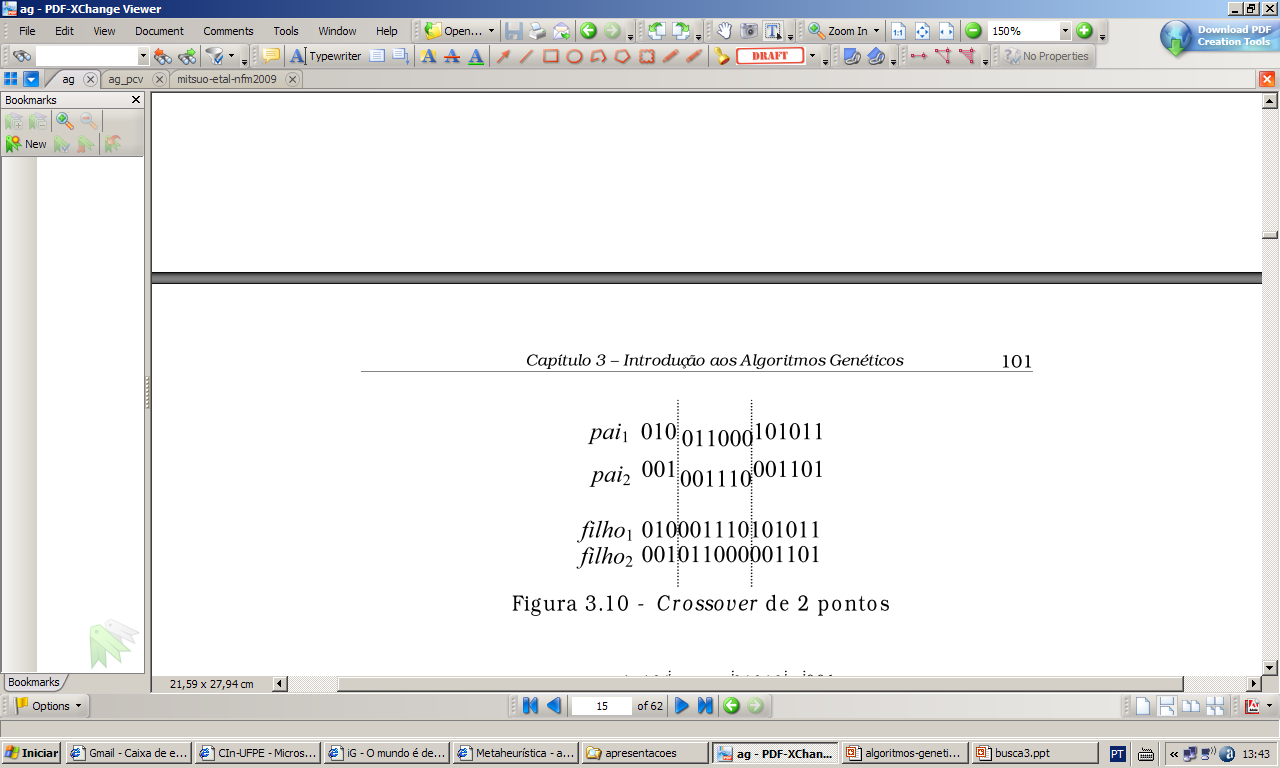 ag - PDF-XChange Viewer
File Edit View Document Comments Tools Window Help Open... Zoom In 150% Download PDF Creation Tools
Typewriter DRAFT No Properties
ag ag_pcv mitsuo-etal-nfm2009
Bookmarks
New
Capítulo 3 – Introdução aos Algoritmos Genéticos 101
pai1 010 011000 101011
pai2 001 001110 001101
filho1 010001110101011
filho2 001011000001101
Figura 3.10 - Crossover de 2 pontos
Bookmarks 21,59 x 27,94 cm
Options 15 of 62
Iniciar Gmail - Caixa de e... CIn-UFPE - Micros... iG - O mundo é de... Metaheurística - a... apresentacoes ag - PDF-XChan... algoritmos-geneti... busca3.ppt PT « 13:43